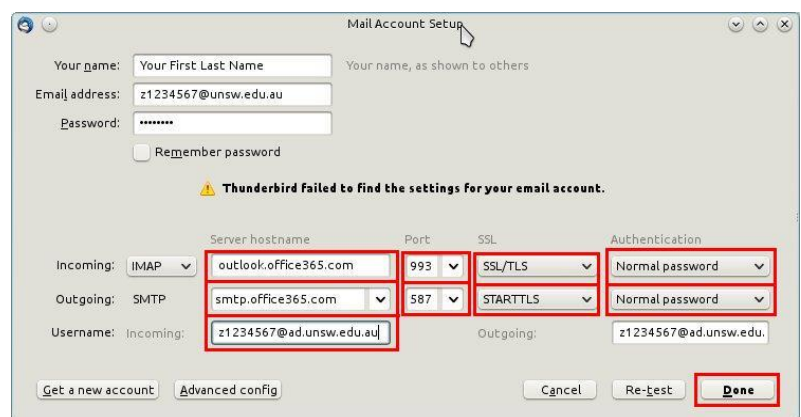 Mail Account Setup
Your name: Your First Last Name Your name, as shown to others
Email address: z1234567@unsw.edu.au
Password: ••••••••
Remember password
Thunderbird failed to find the settings for your email account.
Server hostname Port SSL Authentication
Incoming: IMAP outlook.office365.com 993 SSL/TLS Normal password
Outgoing: SMTP smtp.office365.com 587 STARTTLS Normal password
Username: Incoming: z1234567@ad.unsw.edu.au Outgoing: z1234567@ad.unsw.edu.
Get a new account Advanced config Cancel Re-test Done